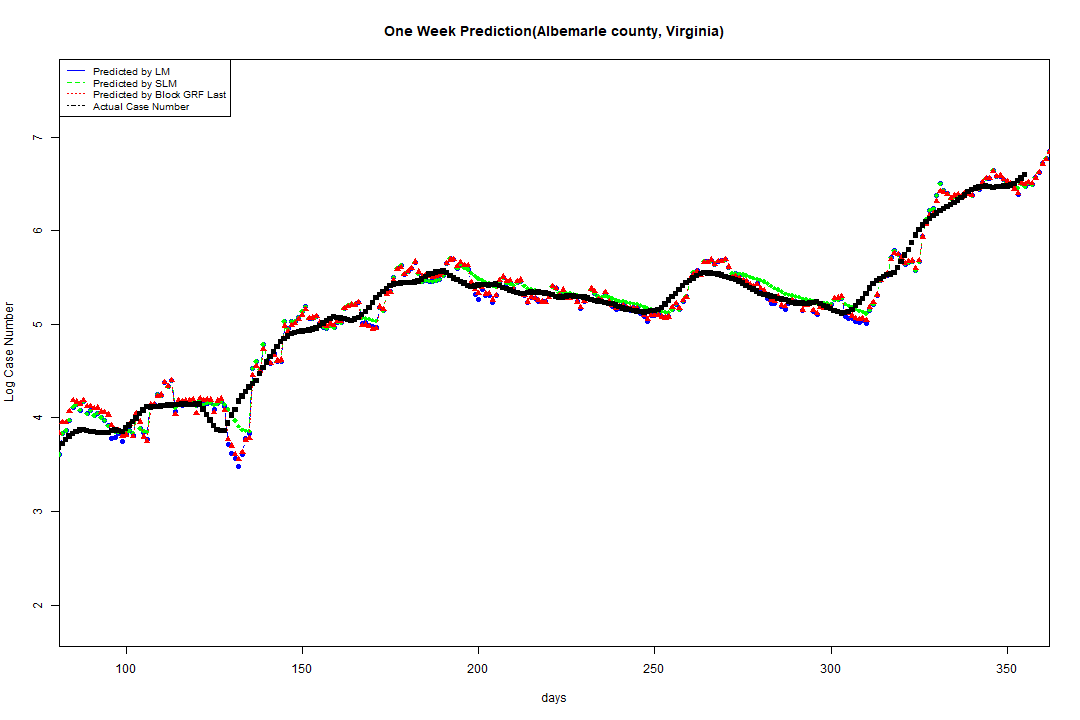 One Week Prediction(Albemarle county, Virginia)
Predicted by LM
Predicted by SLM
Predicted by Block GRF Last
Actual Case Number
7
6
5
4
3
2
Log Case Number
100 150 200 250 300 350
days